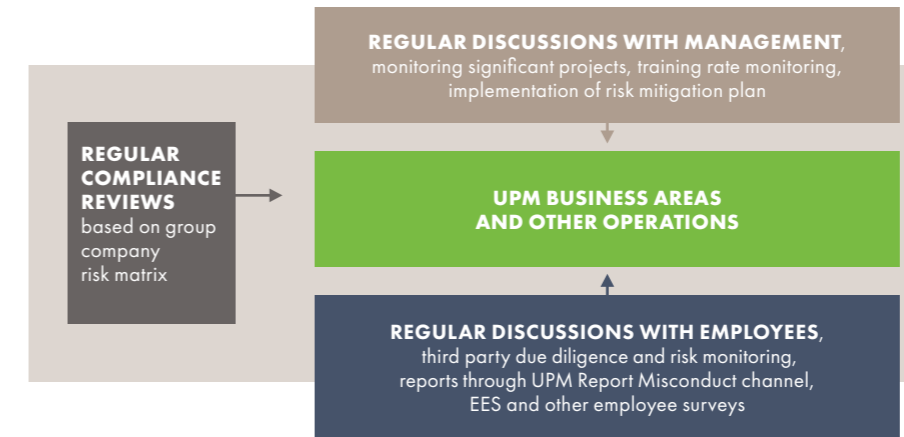 REGULAR DISCUSSIONS WITH MANAGEMENT,
monitoring significant projects, training rate monitoring,
implementation of risk mitigation plan
REGULAR
COMPLIANCE
REVIEWS
based on group
company
risk matrix
UPM BUSINESS AREAS
AND OTHER OPERATIONS
REGULAR DISCUSSIONS WITH EMPLOYEES,
third party due diligence and risk monitoring,
reports through UPM Report Misconduct channel,
EES and other employee surveys